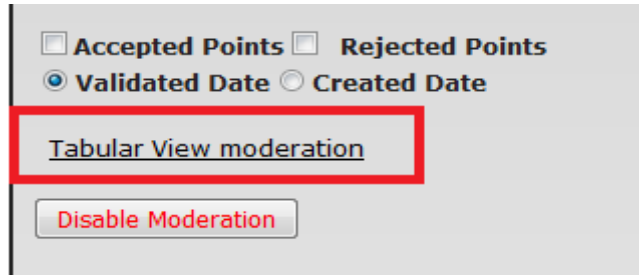 Accepted Points Rejected Points
Validated Date Created Date
Tabular View moderation
Disable Moderation